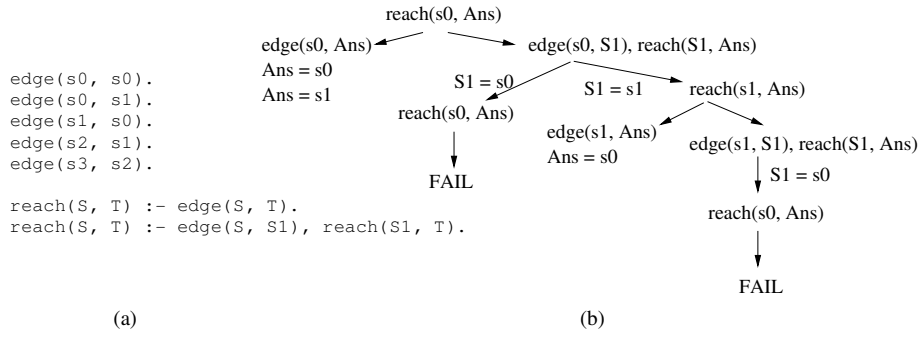 edge(s0, s0).
edge(s0, s1).
edge(s1, s0).
edge(s2, s1).
edge(s3, s2).
reach(S, T) :- edge(S, T).
reach(S, T) :- edge(S, S1), reach(S1, T).
(a)
reach(s0, Ans)
edge(s0, Ans)
Ans = s0
Ans = s1
edge(s0, S1), reach(S1, Ans)
S1 = s0
S1 = s1
reach(s0, Ans)
FAIL
reach(s1, Ans)
edge(s1, Ans)
Ans = s0
edge(s1, S1), reach(S1, Ans)
S1 = s0
reach(s0, Ans)
FAIL
(b)